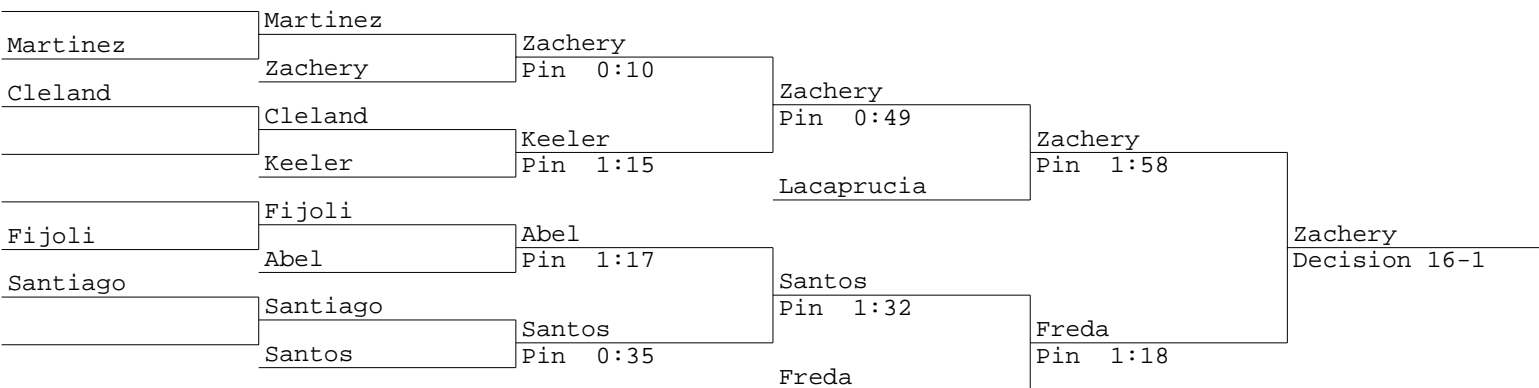 Martinez
Martinez
Zachery
Zachery
Pin 0:10
Cleland
Zachery
Cleland
Pin 0:49
Keeler
Zachery
Keeler
Pin 1:15
Pin 1:58
Lacaprucia
Fijoli
Fijoli
Abel
Zachery
Abel
Pin 1:17
Decision 16-1
Santiago
Santos
Santiago
Pin 1:32
Santos
Freda
Santos
Pin 0:35
Pin 1:18
Freda